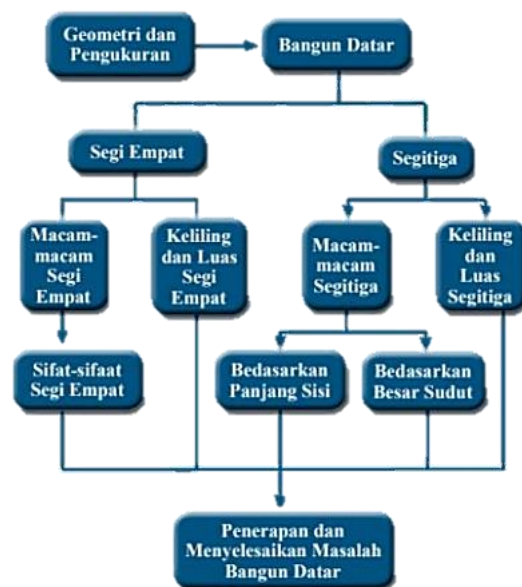 Geometri dan
Pengukuran
Bangun Datar
Segi Empat
Segitiga
Macam-
macam
Segi
Empat
Keliling
dan Luas
Segi
Empat
Macam-
macam
Segitiga
Keliling
dan
Luas
Segitiga
Sifat-sifaat
Segi Empat
Bedasarkan
Panjang Sisi
Bedasarkan
Besar Sudut
Penerapan dan
Menyelesaikan Masalah
Bangun Datar